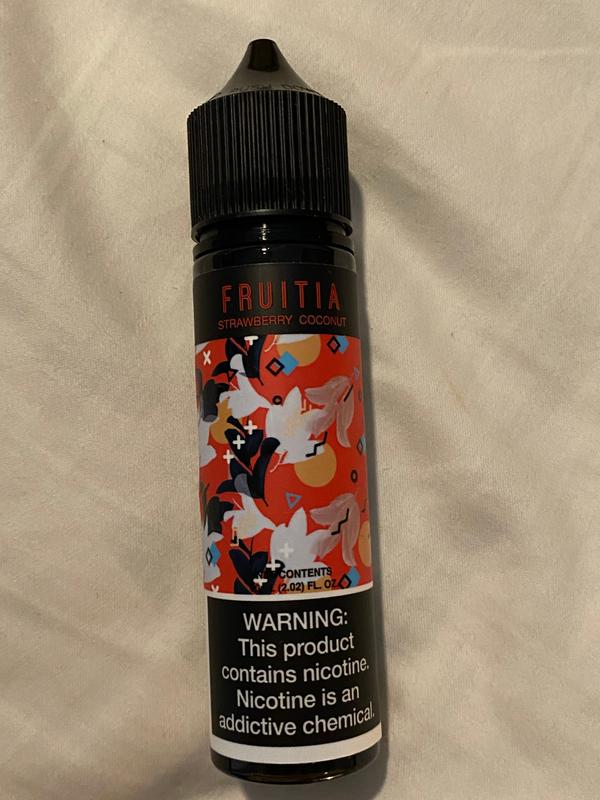 FRUITIA
STRAWBERRY COCONUT
CONTENTS
(2.02) FL. OZ
WARNING:
This product
contains nicotine.
Nicotine is an
addictive chemical.